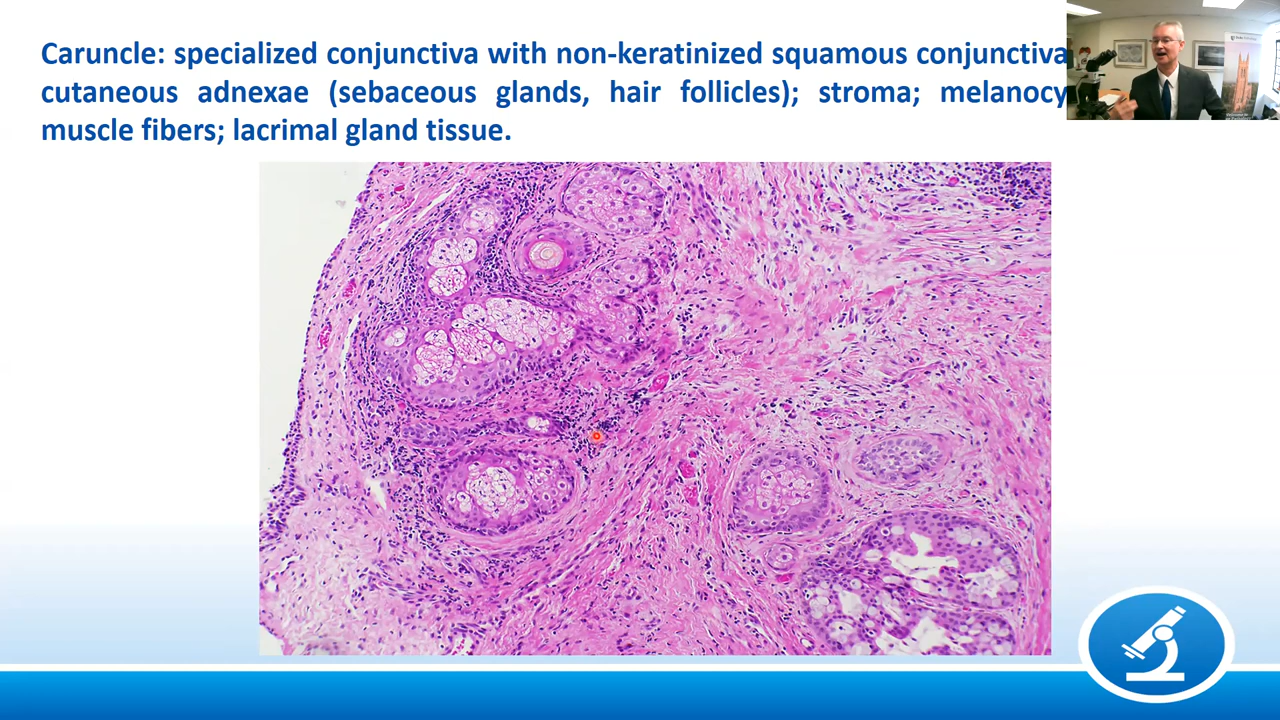 Caruncle: specialized conjunctiva with non-keratinized squamous conjunctiva
cutaneous adnexae (sebaceous glands, hair follicles); stroma; melanocy
muscle fibers; lacrimal gland tissue.